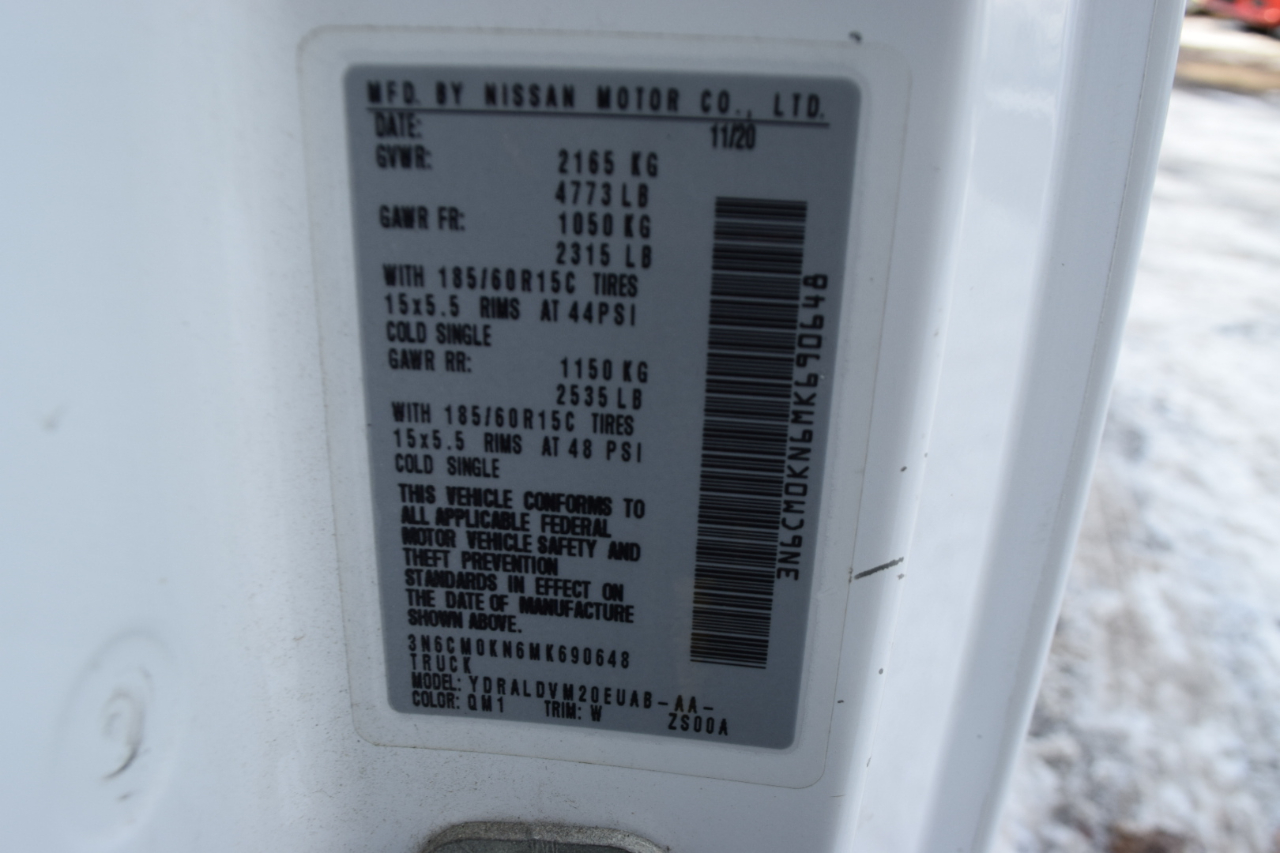 MFD. BY NISSAN MOTOR CO., LTD.
DATE: 11/20
GVWR: 2165 KG
4773 LB
GAWR FR: 1050 KG
2315 LB
WITH 185/60R15C TIRES
15x5.5 RIMS AT 44PSI
COLD SINGLE
GAWR RR: 1150 KG
2535 LB
WITH 185/60R15C TIRES
15x5.5 RIMS AT 48 PSI
COLD SINGLE
THIS VEHICLE CONFORMS TO
ALL APPLICABLE FEDERAL
MOTOR VEHICLE SAFETY AND
THEFT PREVENTION
STANDARDS IN EFFECT ON
THE DATE OF MANUFACTURE
SHOWN ABOVE.
3N6CM0KN6MK690648
TRUCK
MODEL: YDRALDVM20EUAB-AA-
COLOR: QM1 TRIM: W ZS00A
3N6CM0KN6MK690648